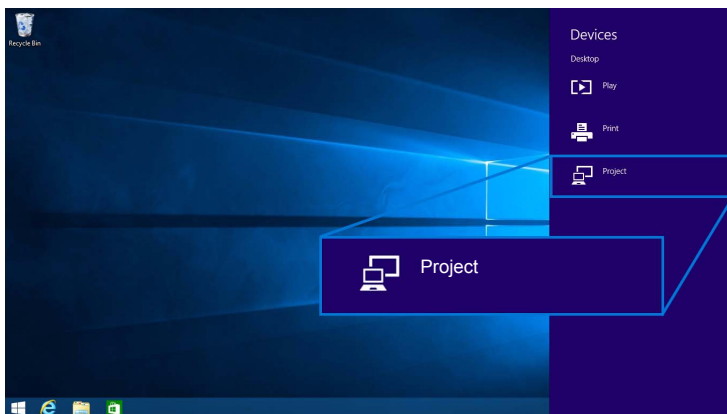 Recycle Bin
Devices
Desktop
Play
Print
Project
Project